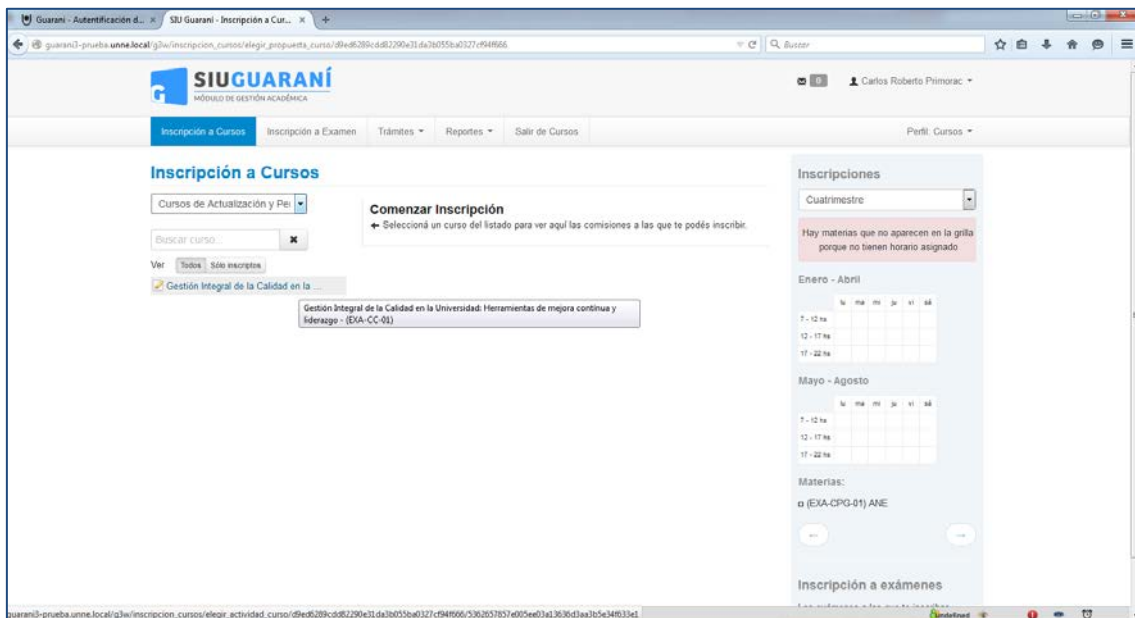 Guaraní - Autentificación d... ×
SIU Guaraní - Inscripción a Cur... ×
guarani3-prueba.unne.local/g3w/inscripcion_cursos/elegir_propuesta_curso/d9ed6289cdd82290e31da3b055ba0327cf94f666
Buscar
SIUGUARANÍ
MÓDULO DE GESTIÓN ACADÉMICA
0 Carlos Roberto Primorac
Inscripción a Cursos Inscripción a Examen Trámites Reportes Salir de Cursos Perfil: Cursos
Inscripción a Cursos
Cursos de Actualización y Per
Buscar curso...
Ver Todos Sólo inscriptos
Gestión Integral de la Calidad en la ...
Gestión Integral de la Calidad en la Universidad: Herramientas de mejora contínua y
liderazgo - (EXA-CC-01)
Comenzar Inscripción
← Seleccioná un curso del listado para ver aquí las comisiones a las que te podés inscribir.
Inscripciones
Cuatrimestre
Hay materias que no aparecen en la grilla
porque no tienen horario asignado
Enero - Abril
lu ma mi ju vi sá
7 - 12 hs
12 - 17 hs
17 - 22 hs
Mayo - Agosto
lu ma mi ju vi sá
7 - 12 hs
12 - 17 hs
17 - 22 hs
Materias:
(EXA-CPG-01) ANE
← →
Inscripción a exámenes
guarani3-prueba.unne.local/g3w/inscripcion_cursos/elegir_actividad_curso/d9ed6289cdd82290e31da3b055ba0327cf94f666/5362657857e005ee03a13636d3aa3b5e34f633e1
undefined